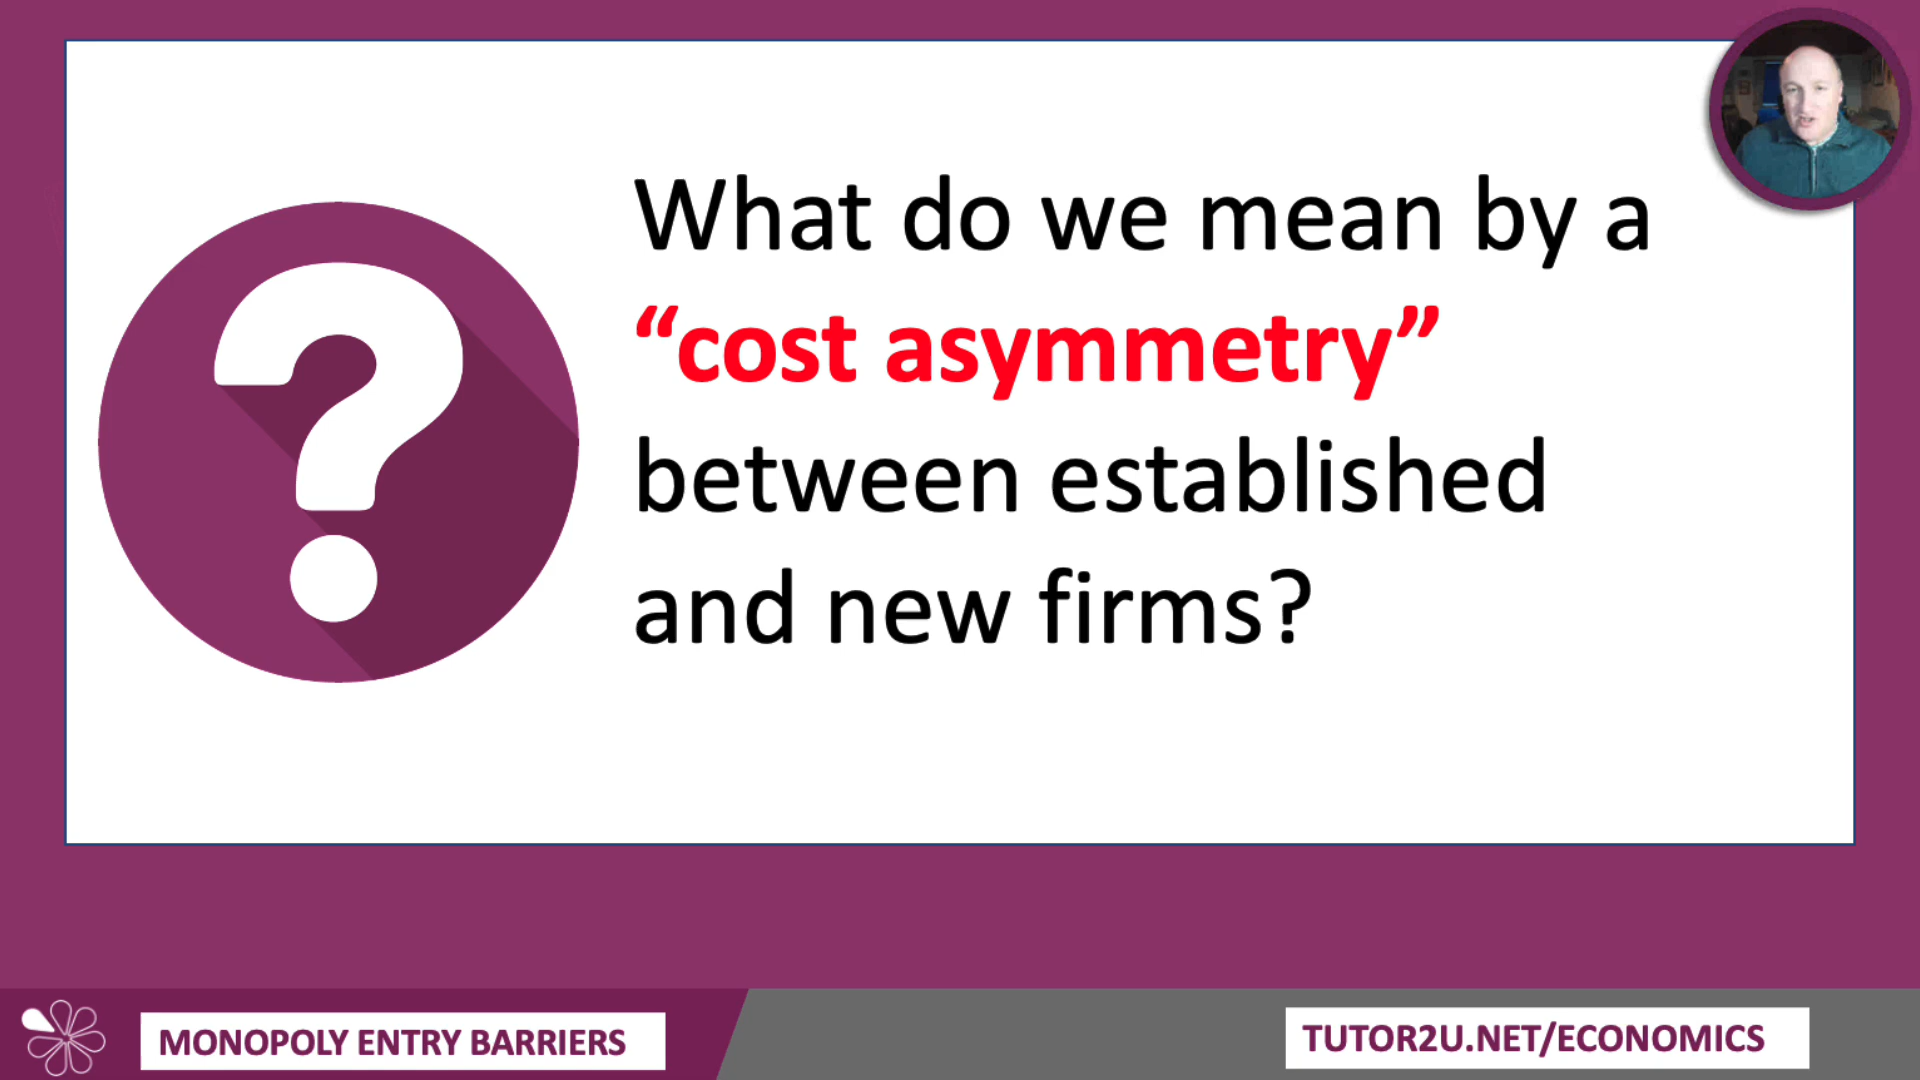 What do we mean by a
“cost asymmetry”
between established
and new firms?
MONOPOLY ENTRY BARRIERS
TUTOR2U.NET/ECONOMICS